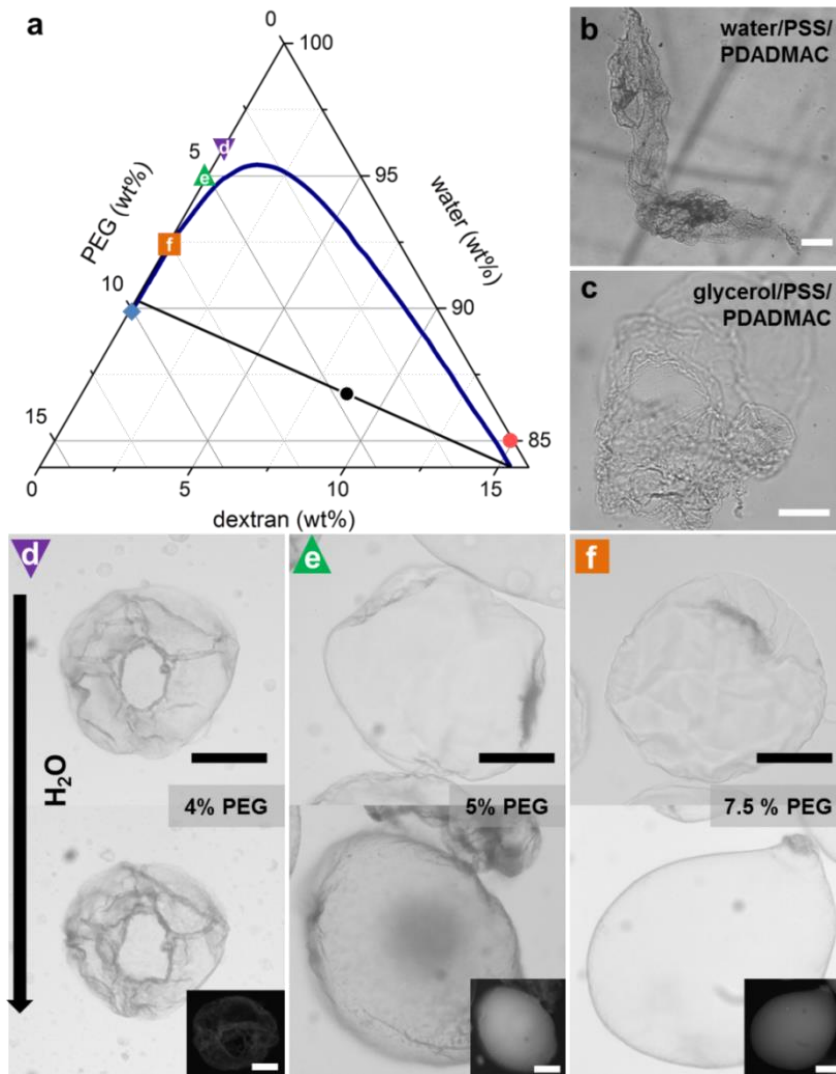 a
0
100
d
5
e
95
PEG (wt%)
water (wt%)
f
10
90
15
85
0
5
10
15
dextran (wt%)
b
water/PSS/
PDADMAC
c
glycerol/PSS/
PDADMAC
d
H₂O
4% PEG
e
5% PEG
f
7.5 % PEG